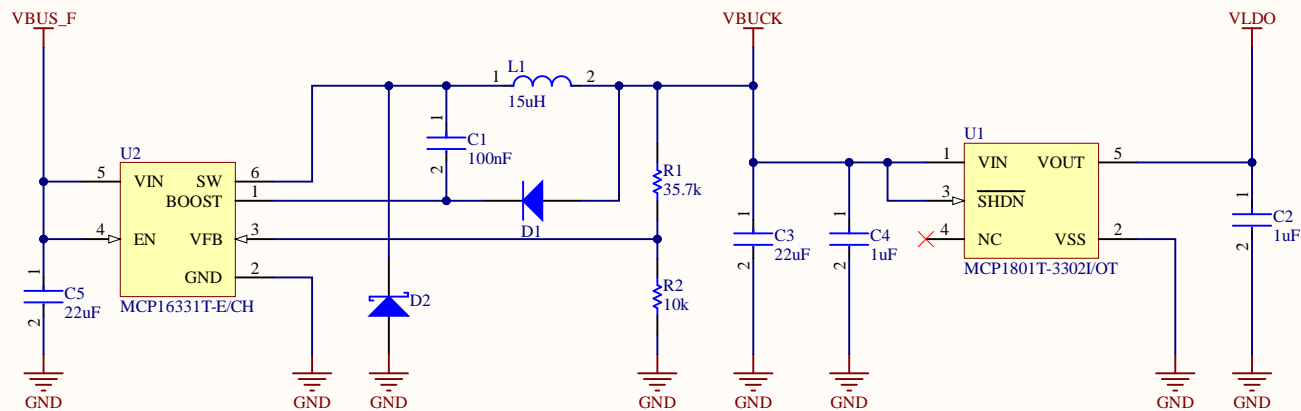 VBUS_F
VBUCK
VLDO
1
L1
2
15uH
1
C1
100nF
2
U2
5
VIN
SW
6
BOOST
1
4
EN
VFB
3
GND
2
MCP16331T-E/CH
1
C5
22uF
2
D1
D2
R1
35.7k
R2
10k
1
C3
22uF
2
1
C4
1uF
2
U1
1
VIN
VOUT
5
3
SHDN
4
NC
VSS
2
MCP1801T-3302I/OT
1
C2
1uF
2
GND
GND
GND
GND
GND
GND
GND
GND